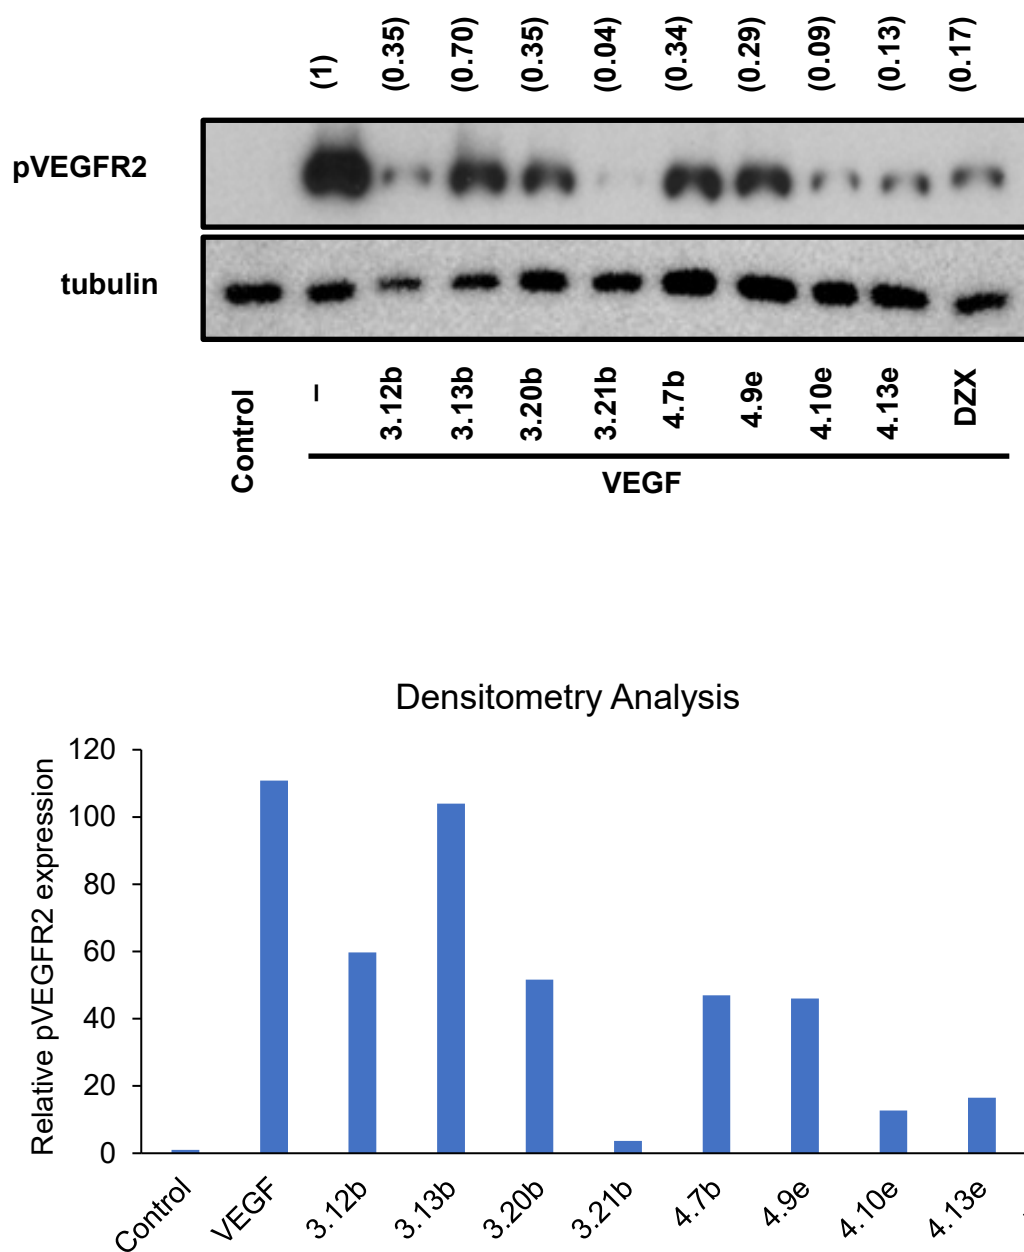 (1) (0.35) (0.70) (0.35) (0.04) (0.34) (0.29) (0.09) (0.13) (0.17)
pVEGFR2
tubulin
Control – 3.12b 3.13b 3.20b 3.21b 4.7b 4.9e 4.10e 4.13e DZX
VEGF
Densitometry Analysis
Relative pVEGFR2 expression
120
100
80
60
40
20
0
Control VEGF 3.12b 3.13b 3.20b 3.21b 4.7b 4.9e 4.10e 4.13e